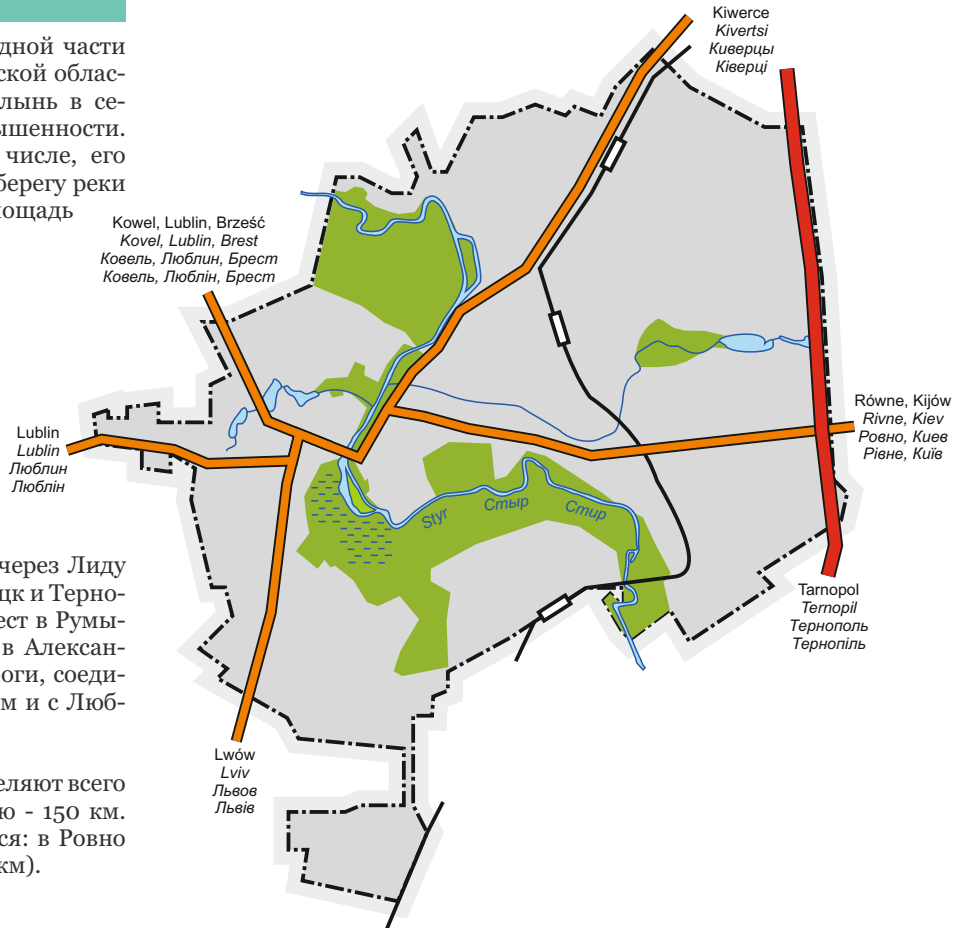 дной части
ской облас-
лынь в се-
ышенности.
числе, его
берегу реки
лощадь
Kiwerce
Kivertsi
Киверцы
Ківерці
Kowel, Lublin, Brześć
Kovel, Lublin, Brest
Ковель, Люблин, Брест
Ковель, Люблін, Брест
Lublin
Lublin
Люблин
Люблін
Równe, Kijów
Rivne, Kiev
Ровно, Киев
Рівне, Київ
Styr Стыр Стир
Tarnopol
Ternopil
Тернополь
Тернопіль
Lwów
Lviv
Львов
Львів
через Лиду
цк и Терно-
ест в Румы-
в Алексан-
роги, соеди-
м и с Люб-
еляют всего
ю - 150 км.
ся: в Ровно
км).